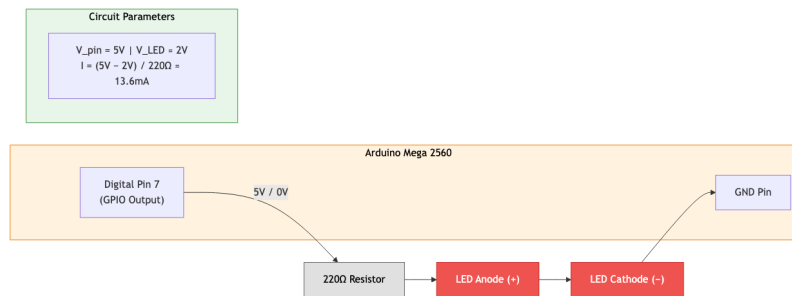 Circuit Parameters
V_pin = 5V | V_LED = 2V
I = (5V − 2V) / 220Ω =
13.6mA
Arduino Mega 2560
Digital Pin 7
(GPIO Output)
5V / 0V
GND Pin
220Ω Resistor
LED Anode (+)
LED Cathode (−)